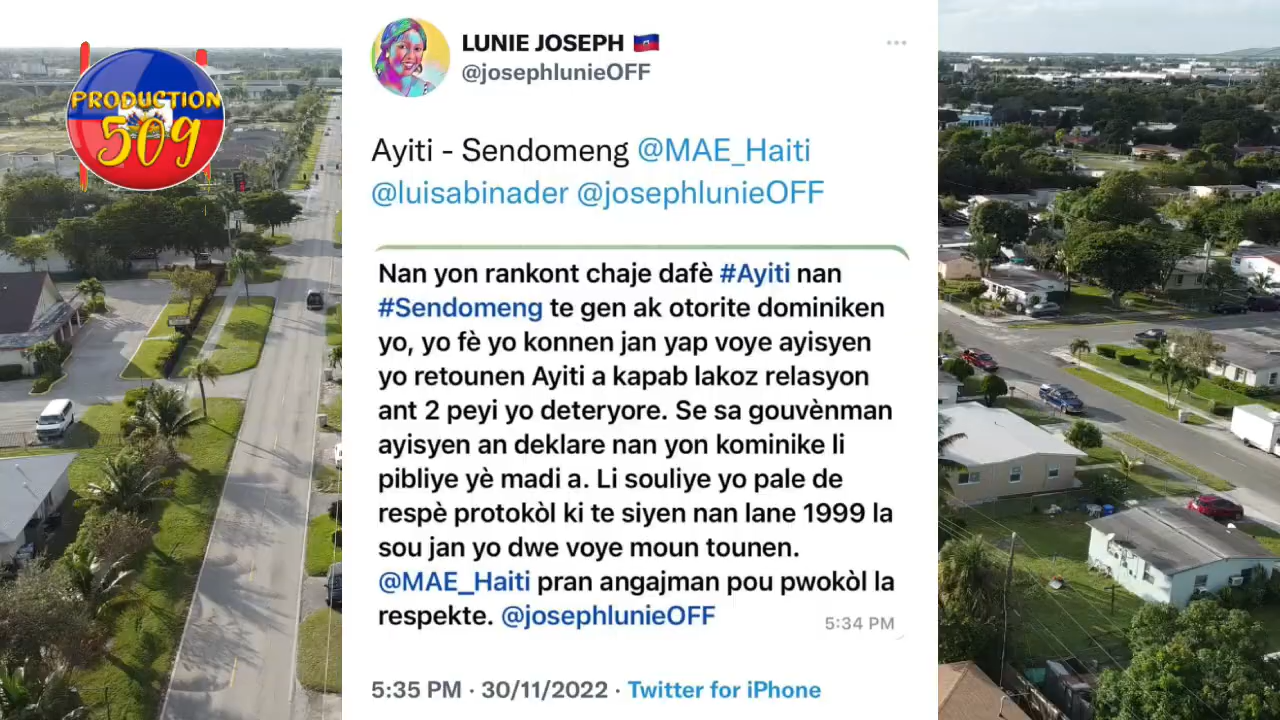 PRODUCTION
509
LUNIE JOSEPH 🇭🇹
@josephlunieOFF
Ayiti - Sendomeng @MAE_Haiti
@luisabinader @josephlunieOFF
Nan yon rankont chaje dafè #Ayiti nan
#Sendomeng te gen ak otorite dominiken
yo, yo fè yo konnen jan yap voye ayisyen
yo retounen Ayiti a kapab lakoz relasyon
ant 2 peyi yo deteryore. Se sa gouvènman
ayisyen an deklare nan yon kominike li
pibliye yè madi a. Li souliye yo pale de
respè protokòl ki te siyen nan lane 1999 la
sou jan yo dwe voye moun tounen.
@MAE_Haiti pran angajman pou pwokòl la
respekte. @josephlunieOFF
5:34 PM
5:35 PM · 30/11/2022 · Twitter for iPhone